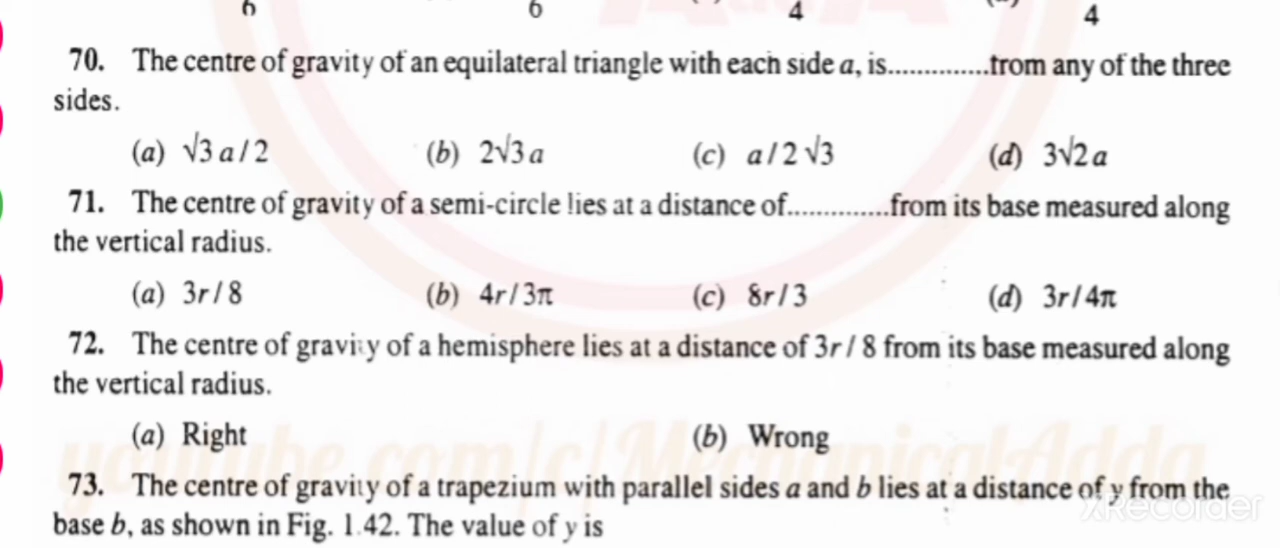 6 6 4 4
70. The centre of gravity of an equilateral triangle with each side a, is..............trom any of the three
sides.
(a) √3 a/2 (b) 2√3 a (c) a/2 √3 (d) 3√2 a
71. The centre of gravity of a semi-circle lies at a distance of..............from its base measured along
the vertical radius.
(a) 3r/8 (b) 4r/3π (c) 8r/3 (d) 3r/4π
72. The centre of gravity of a hemisphere lies at a distance of 3r/8 from its base measured along
the vertical radius.
(a) Right (b) Wrong
youtube.com/c/MechanicalAdda
73. The centre of gravity of a trapezium with parallel sides a and b lies at a distance of y from the
XRecorder
base b, as shown in Fig. 1.42. The value of y is